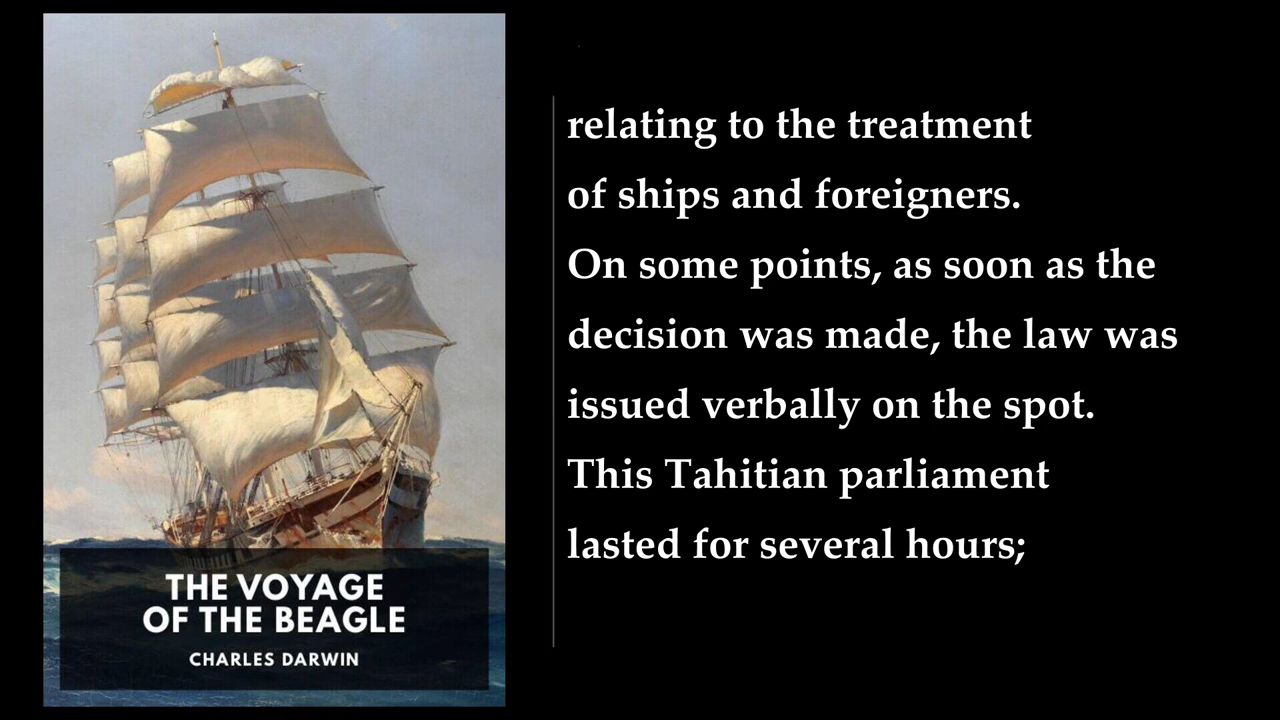 THE VOYAGE
OF THE BEAGLE
CHARLES DARWIN
relating to the treatment
of ships and foreigners.
On some points, as soon as the
decision was made, the law was
issued verbally on the spot.
This Tahitian parliament
lasted for several hours;